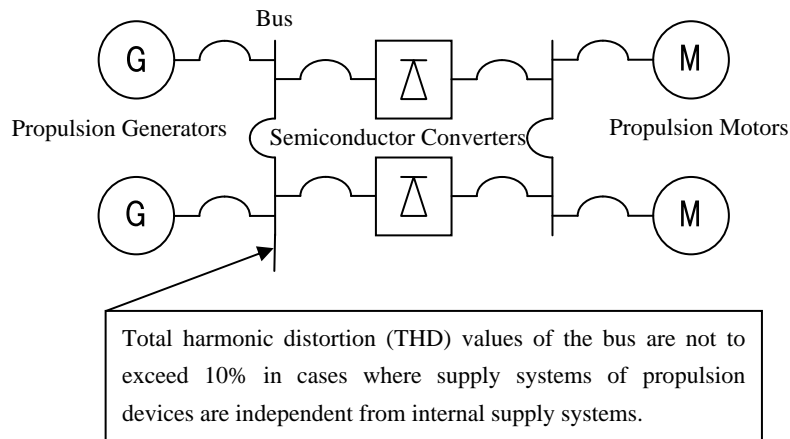 Bus
G
M
Propulsion Generators
Semiconductor Converters
Propulsion Motors
G
M
Total harmonic distortion (THD) values of the bus are not to
exceed 10% in cases where supply systems of propulsion
devices are independent from internal supply systems.